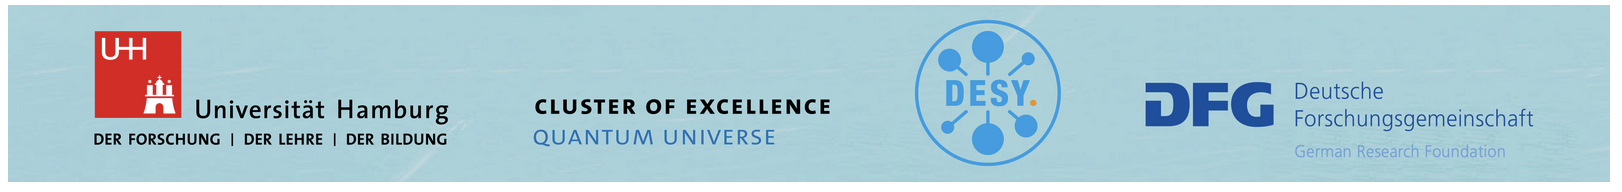 UHH
Universität Hamburg
DER FORSCHUNG | DER LEHRE | DER BILDUNG
CLUSTER OF EXCELLENCE
QUANTUM UNIVERSE
DESY.
DFG
Deutsche
Forschungsgemeinschaft
German Research Foundation